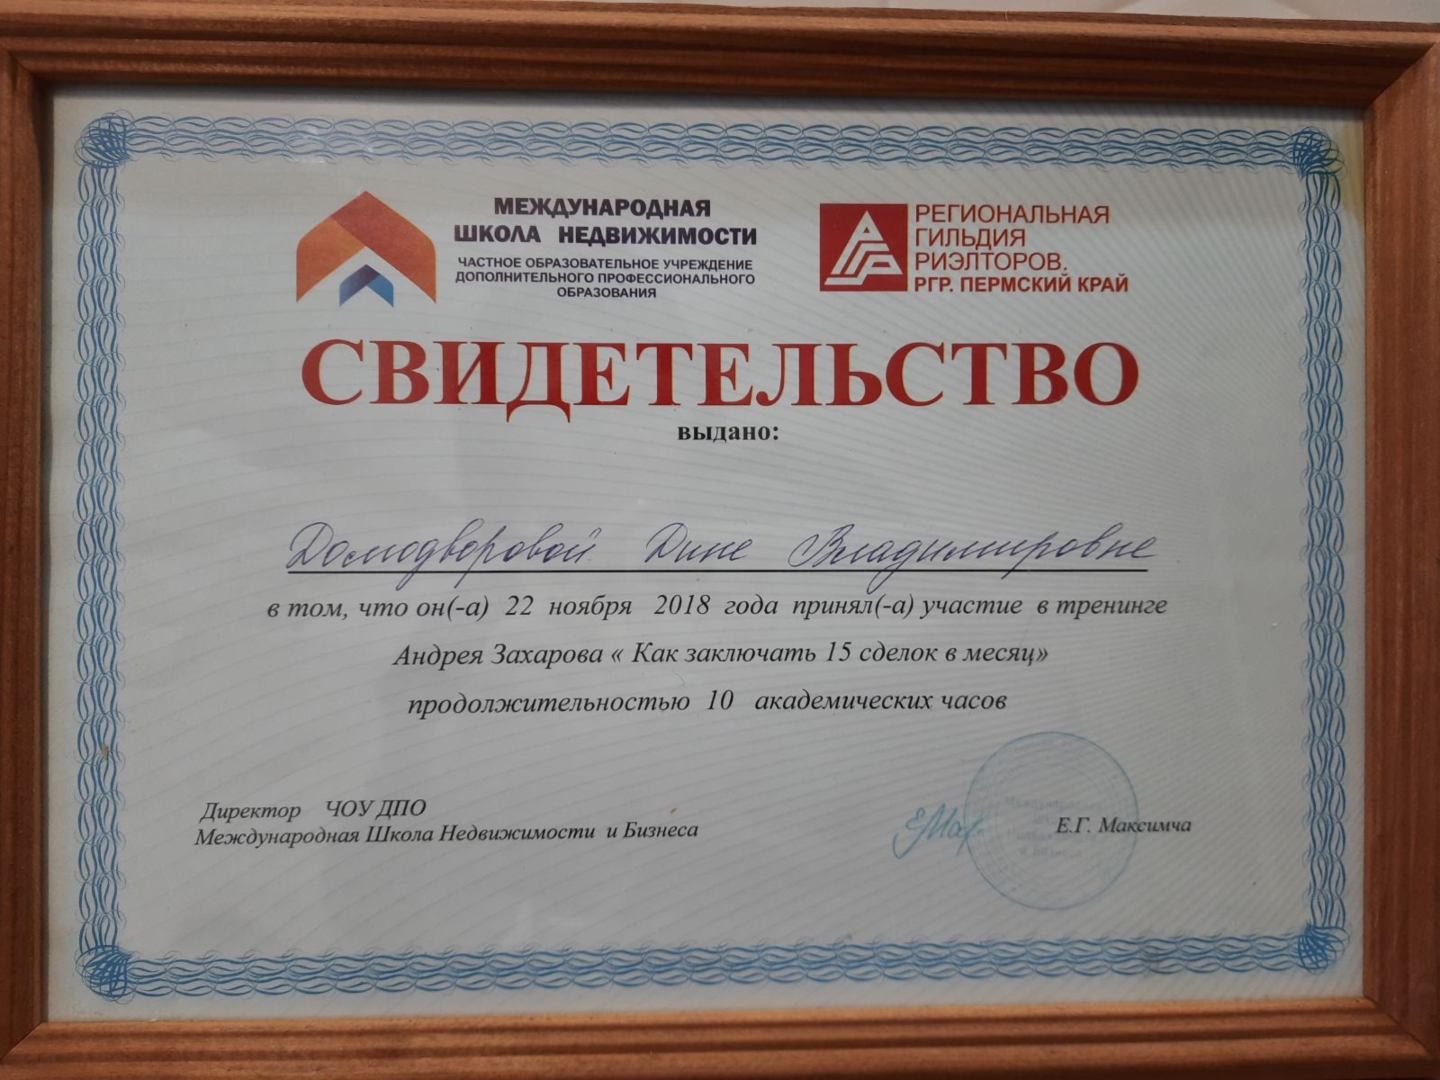 МЕЖДУНАРОДНАЯ
ШКОЛА НЕДВИЖИМОСТИ
ЧАСТНОЕ ОБРАЗОВАТЕЛЬНОЕ УЧРЕЖДЕНИЕ
ДОПОЛНИТЕЛЬНОГО ПРОФЕССИОНАЛЬНОГО
ОБРАЗОВАНИЯ
РЕГИОНАЛЬНАЯ
ГИЛЬДИЯ
РИЭЛТОРОВ.
РГР. ПЕРМСКИЙ КРАЙ
СВИДЕТЕЛЬСТВО
выдано:
Домодворовой Дине Владимировне
в том, что он(-а) 22 ноября 2018 года принял(-а) участие в тренинге
Андрея Захарова « Как заключать 15 сделок в месяц»
продолжительностью 10 академических часов
Директор ЧОУ ДПО
Международная Школа Недвижимости и Бизнеса
Е.Г. Максимча